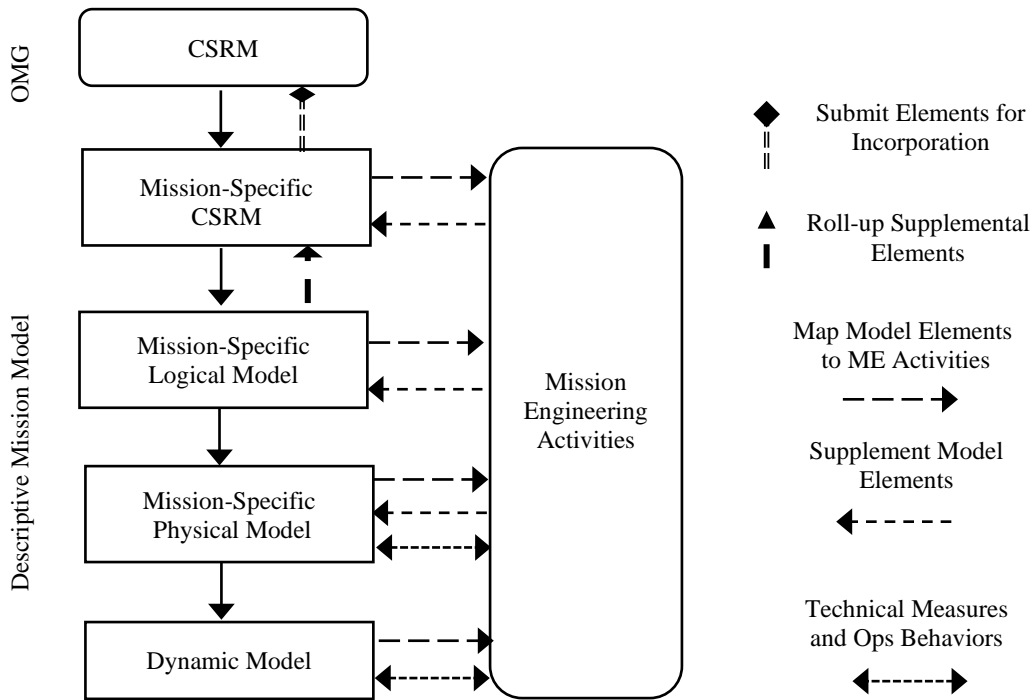 OMG
CSRM
Mission-Specific
CSRM
Descriptive Mission Model
Mission-Specific
Logical Model
Mission-Specific
Physical Model
Dynamic Model
Mission
Engineering
Activities
Submit Elements for
Incorporation
Roll-up Supplemental
Elements
Map Model Elements
to ME Activities
Supplement Model
Elements
Technical Measures
and Ops Behaviors